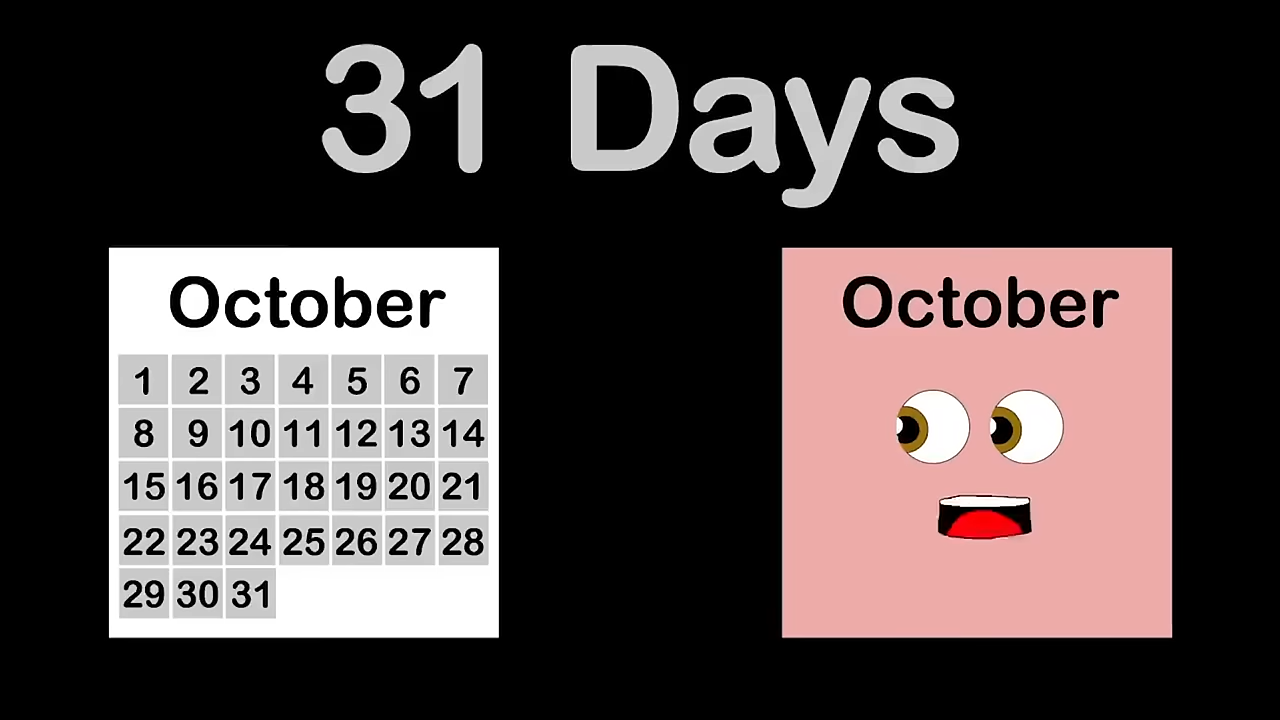 31 Days
October
1 2 3 4 5 6 7
8 9 10 11 12 13 14
15 16 17 18 19 20 21
22 23 24 25 26 27 28
29 30 31
October